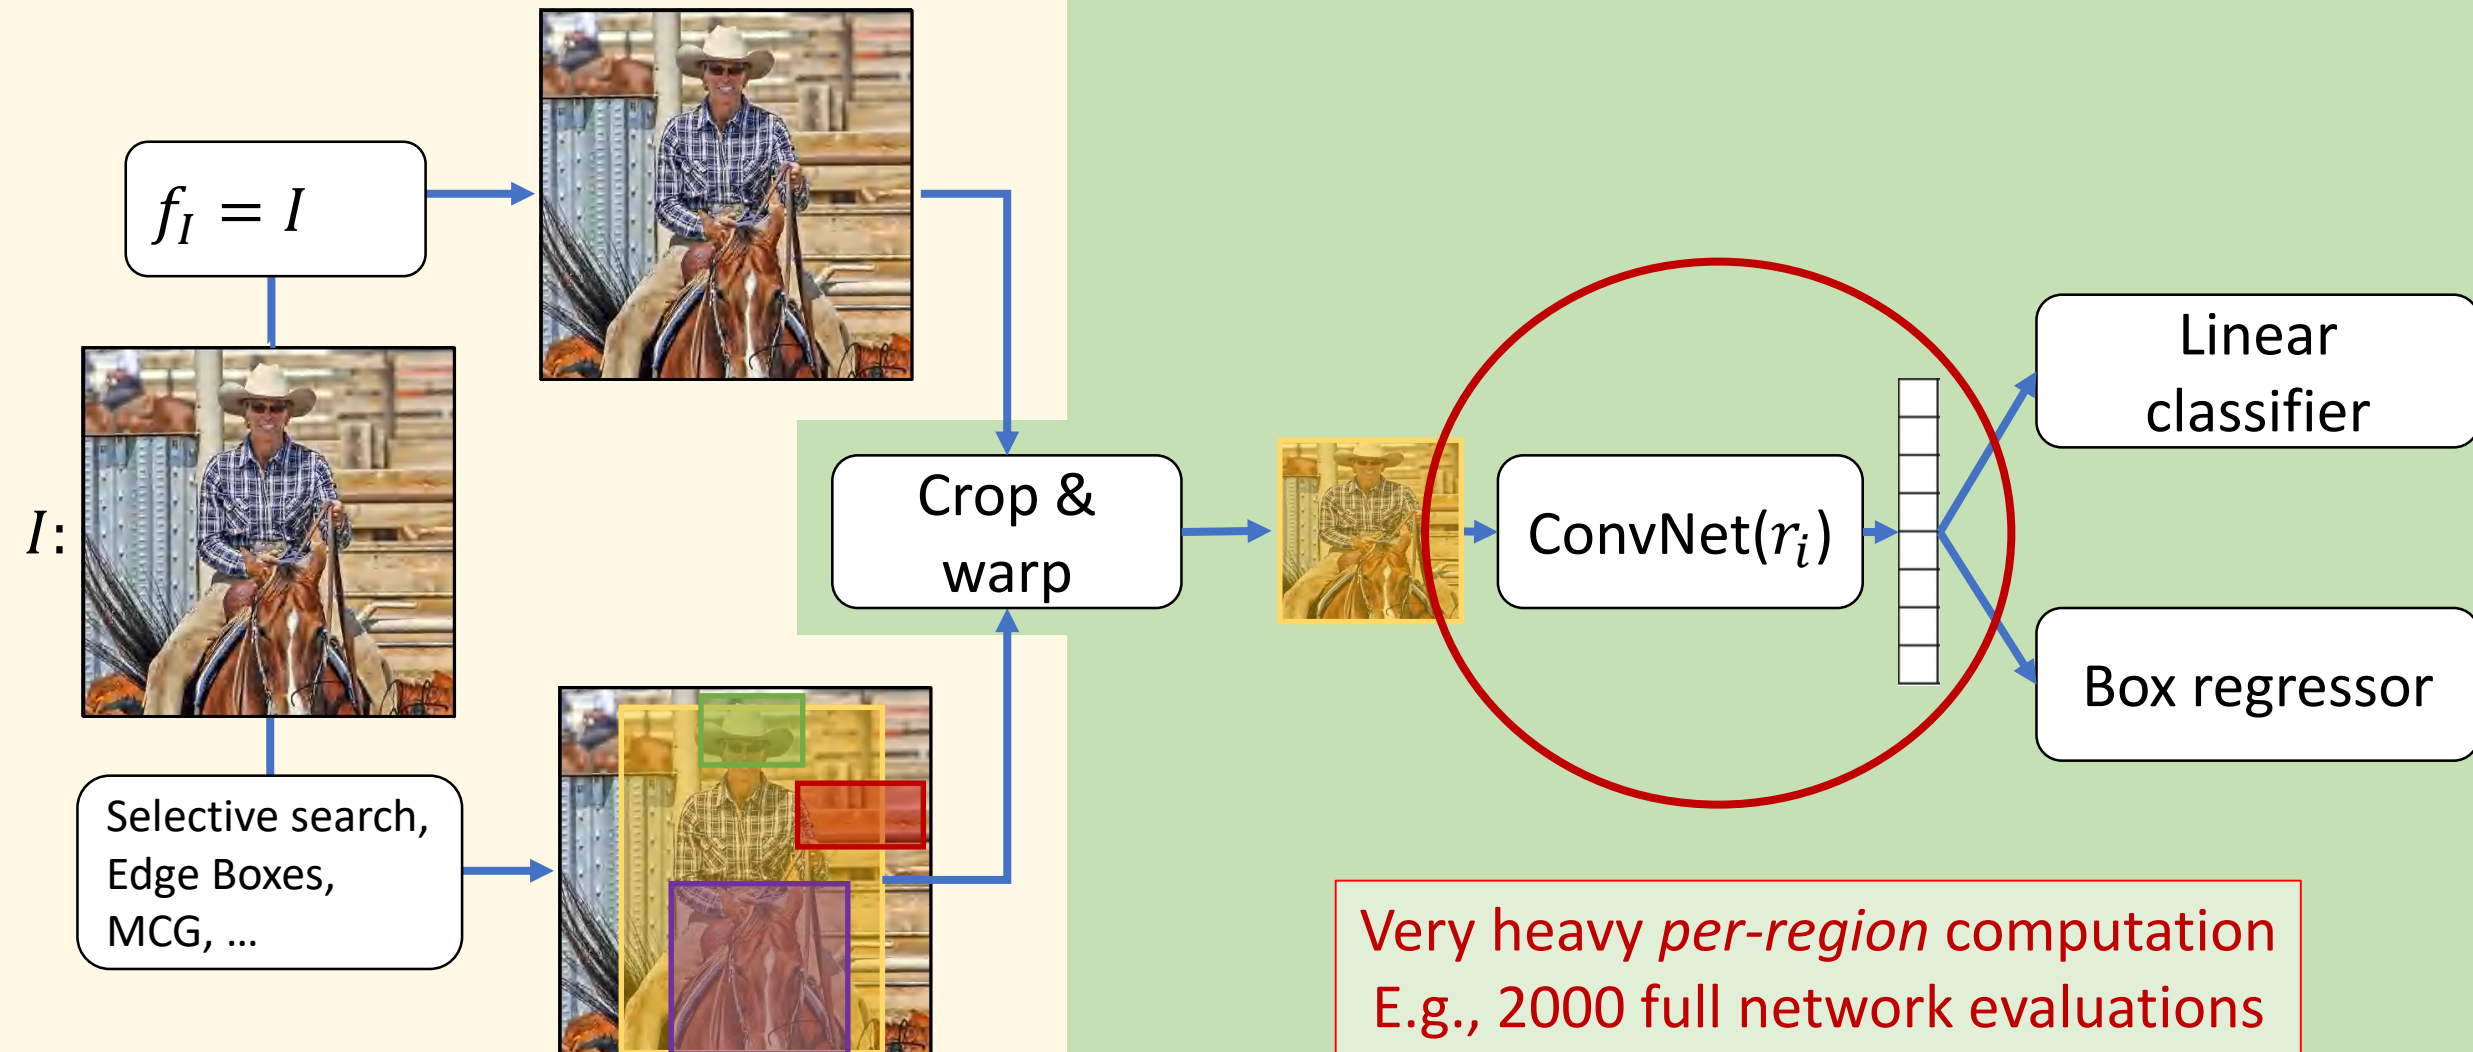 f_I = I
I:
Selective search,
Edge Boxes,
MCG, ...
Crop &
warp
ConvNet(r_i)
Linear
classifier
Box regressor
Very heavy per-region computation
E.g., 2000 full network evaluations